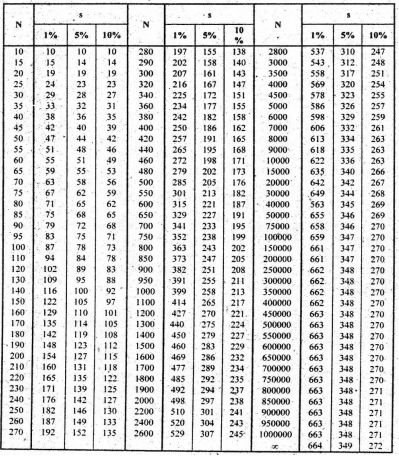 N s N s N s
1% 5% 10% 1% 5% 10 % 1% 5% 10%
10 10 10 10 280 197 155 138 2800 537 310 247
15 15 14 14 290 202 158 140 3000 543 312 248
20 19 19 19 300 207 161 143 3500 558 317 251
25 24 23 23 320 216 167 147 4000 569 320 254
30 29 28 27 340 225 172 151 4500 578 323 255
35 33 32 31 360 234 177 155 5000 586 326 257
40 38 36 35 380 242 182 158 6000 598 329 259
45 42 40 39 400 250 186 162 7000 606 332 261
50 47 44 42 420 257 191 165 8000 613 334 263
55 51 48 46 440 265 195 168 9000 618 335 263
60 55 51 49 460 272 198 171 10000 622 336 263
65 59 55 53 480 279 202 173 15000 635 340 266
70 63 58 56 500 285 205 176 20000 642 342 267
75 67 62 59 550 301 213 182 30000 649 344 268
80 71 65 62 600 315 221 187 40000 563 345 269
85 75 68 65 650 329 227 191 50000 655 346 269
90 79 72 68 700 341 233 195 75000 658 346 270
95 83 75 71 750 352 238 199 100000 659 347 270
100 87 78 73 800 363 243 202 150000 661 347 270
110 94 84 78 850 373 247 205 200000 661 347 270
120 102 89 83 900 382 251 208 250000 662 348 270
130 109 95 88 950 391 255 211 300000 662 348 270
140 116 100 92 1000 399 258 213 350000 662 348 270
150 122 105 97 1100 414 265 217 400000 662 348 270
160 129 110 101 1200 427 270 221 450000 663 348 270
170 135 114 105 1300 440 275 224 500000 663 348 270
180 142 119 108 1400 450 279 227 550000 663 348 270
190 148 123 112 1500 460 283 229 600000 663 348 270
200 154 127 115 1600 469 286 232 650000 663 348 270
210 160 131 118 1700 477 289 234 700000 663 348 270
220 165 135 122 1800 485 292 235 750000 663 348 270
230 171 139 125 1900 492 294 237 800000 663 348 271
240 176 142 127 2000 498 297 238 850000 663 348 271
250 182 146 130 2200 510 301 241 900000 663 348 271
260 187 149 133 2400 520 304 243 950000 663 348 271
270 192 152 135 2600 529 307 245 1000000 663 348 271
∞ 664 349 272